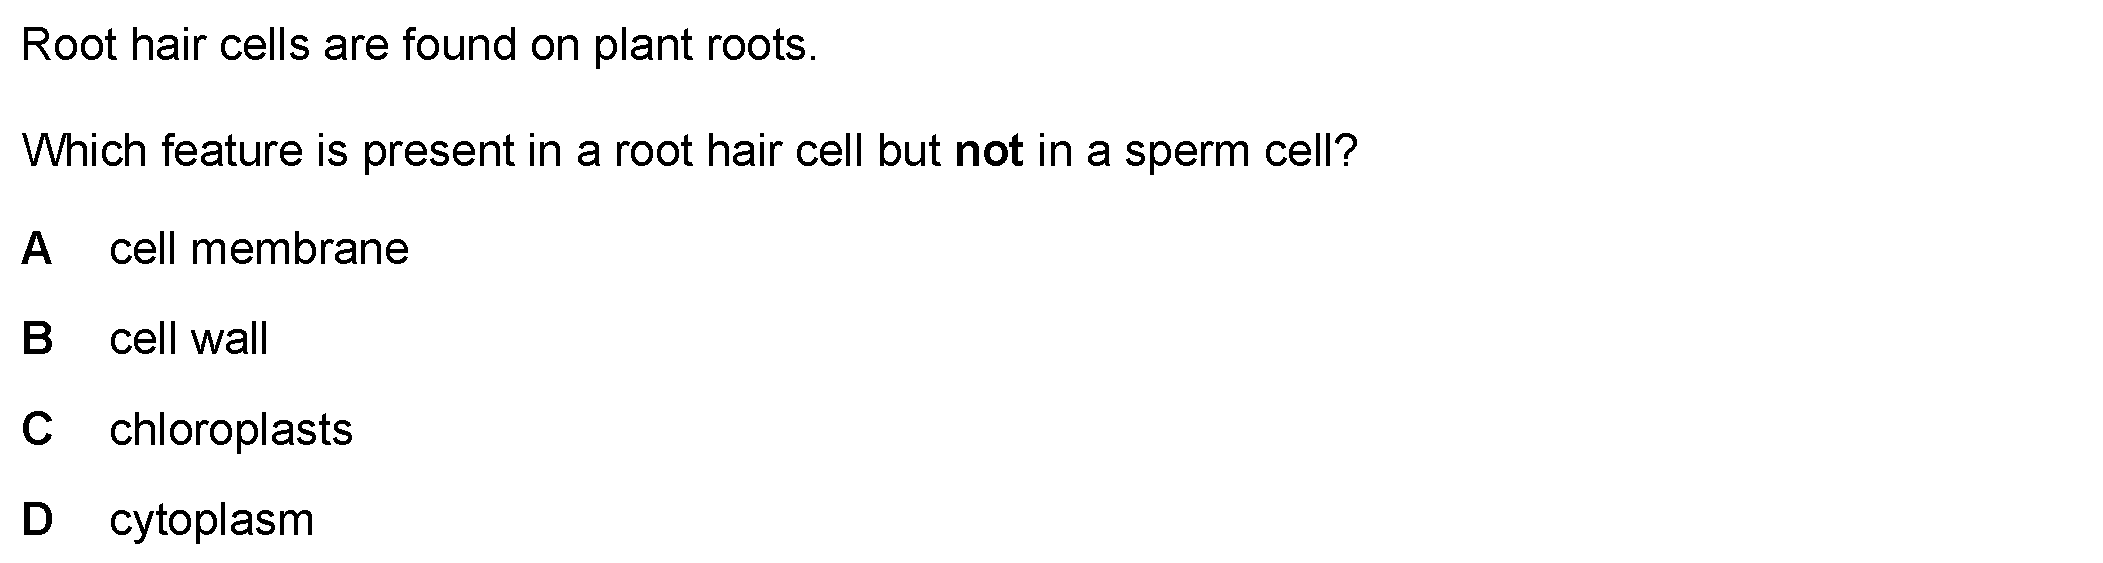 Root hair cells are found on plant roots.
Which feature is present in a root hair cell but not in a sperm cell?
A cell membrane
B cell wall
C chloroplasts
D cytoplasm